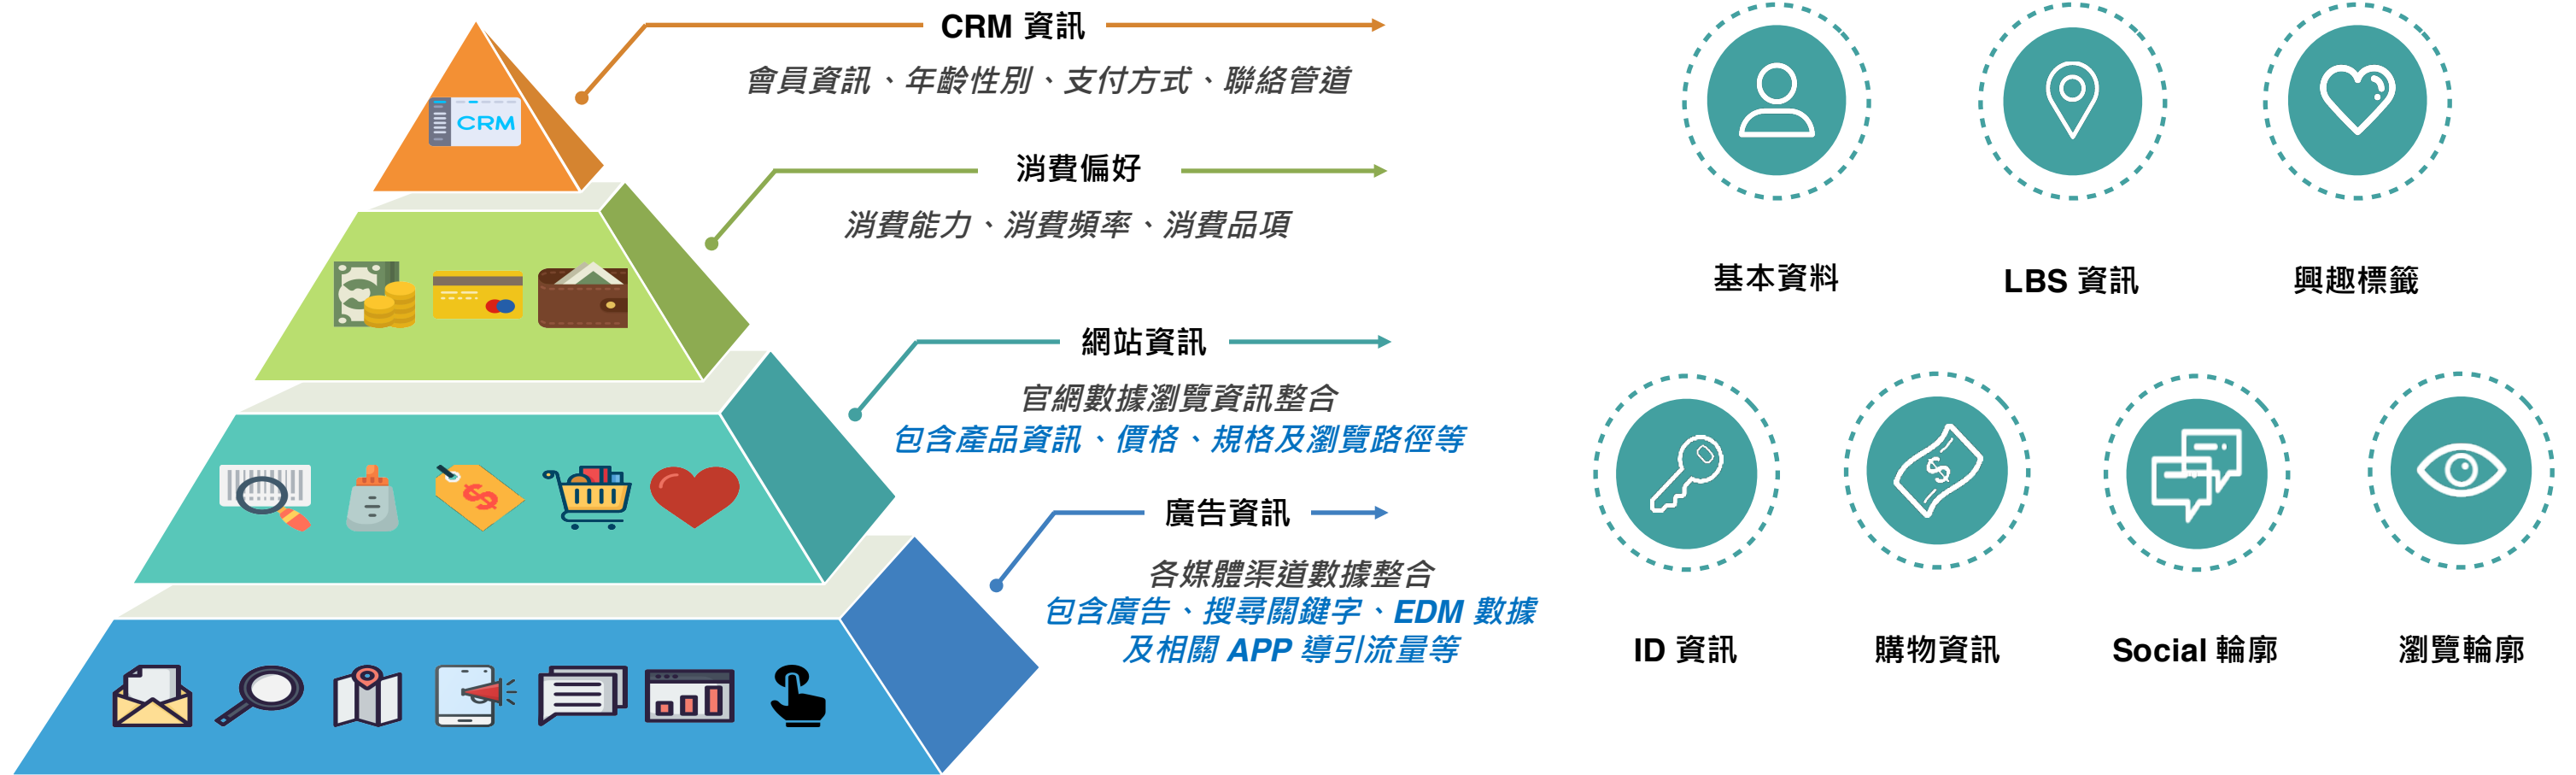 CRM 資訊
會員資訊、年齡性別、支付方式、聯絡管道
CRM
消費偏好
消費能力、消費頻率、消費品項
網站資訊
官網數據瀏覽資訊整合
包含產品資訊、價格、規格及瀏覽路徑等
廣告資訊
各媒體渠道數據整合
包含廣告、搜尋關鍵字、EDM 數據
及相關 APP 導引流量等
基本資料
LBS 資訊
興趣標籤
ID 資訊
購物資訊
Social 輪廓
瀏覽輪廓